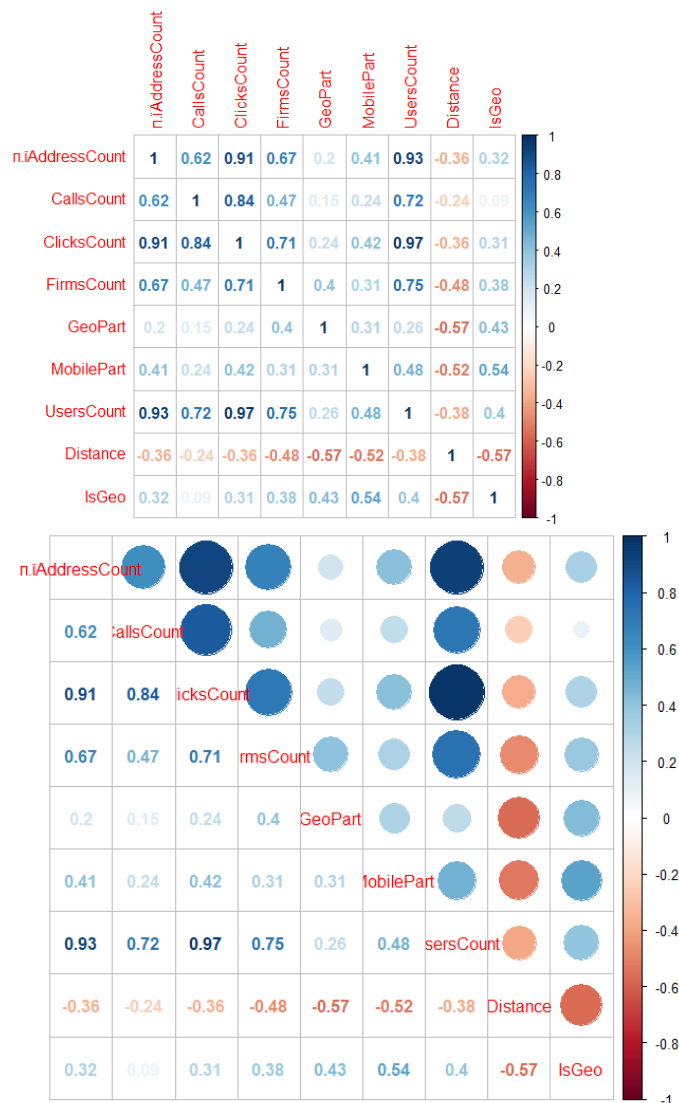 п.їAddressCount CallsCount ClicksCount FirmsCount GeoPart MobilePart UsersCount Distance IsGeo
п.їAddressCount 1 0.62 0.91 0.67 0.2 0.41 0.93 -0.36 0.32
CallsCount 0.62 1 0.84 0.47 0.15 0.24 0.72 -0.24 0.09
ClicksCount 0.91 0.84 1 0.71 0.24 0.42 0.97 -0.36 0.31
FirmsCount 0.67 0.47 0.71 1 0.4 0.31 0.75 -0.48 0.38
GeoPart 0.2 0.15 0.24 0.4 1 0.31 0.26 -0.57 0.43
MobilePart 0.41 0.24 0.42 0.31 0.31 1 0.48 -0.52 0.54
UsersCount 0.93 0.72 0.97 0.75 0.26 0.48 1 -0.38 0.4
Distance -0.36 -0.24 -0.36 -0.48 -0.57 -0.52 -0.38 1 -0.57
IsGeo 0.32 0.09 0.31 0.38 0.43 0.54 0.4 -0.57 1
1
0.8
0.6
0.4
0.2
0
-0.2
-0.4
-0.6
-0.8
-1
п.їAddressCount
0.62 CallsCount
0.91 0.84 icksCount
0.67 0.47 0.71 rmsCount
0.2 0.15 0.24 0.4 GeoPart
0.41 0.24 0.42 0.31 0.31 MobilePart
0.93 0.72 0.97 0.75 0.26 0.48 sersCount
-0.36 -0.24 -0.36 -0.48 -0.57 -0.52 -0.38 Distance
0.32 0.09 0.31 0.38 0.43 0.54 0.4 -0.57 IsGeo
1
0.8
0.6
0.4
0.2
0
-0.2
-0.4
-0.6
-0.8
-1